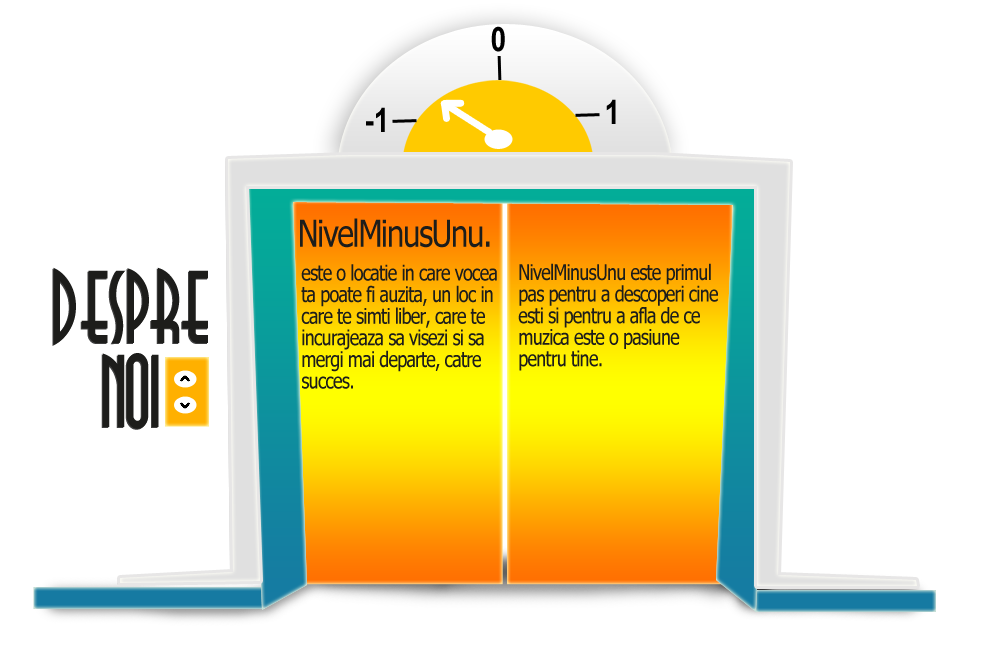 0
-1
1
DESPRE
NOI
NivelMinusUnu.
este o locatie in care vocea
ta poate fi auzita, un loc in
care te simti liber, care te
incurajeaza sa visezi si sa
mergi mai departe, catre
succes.
NivelMinusUnu este primul
pas pentru a descoperi cine
esti si pentru a afla de ce
muzica este o pasiune
pentru tine.